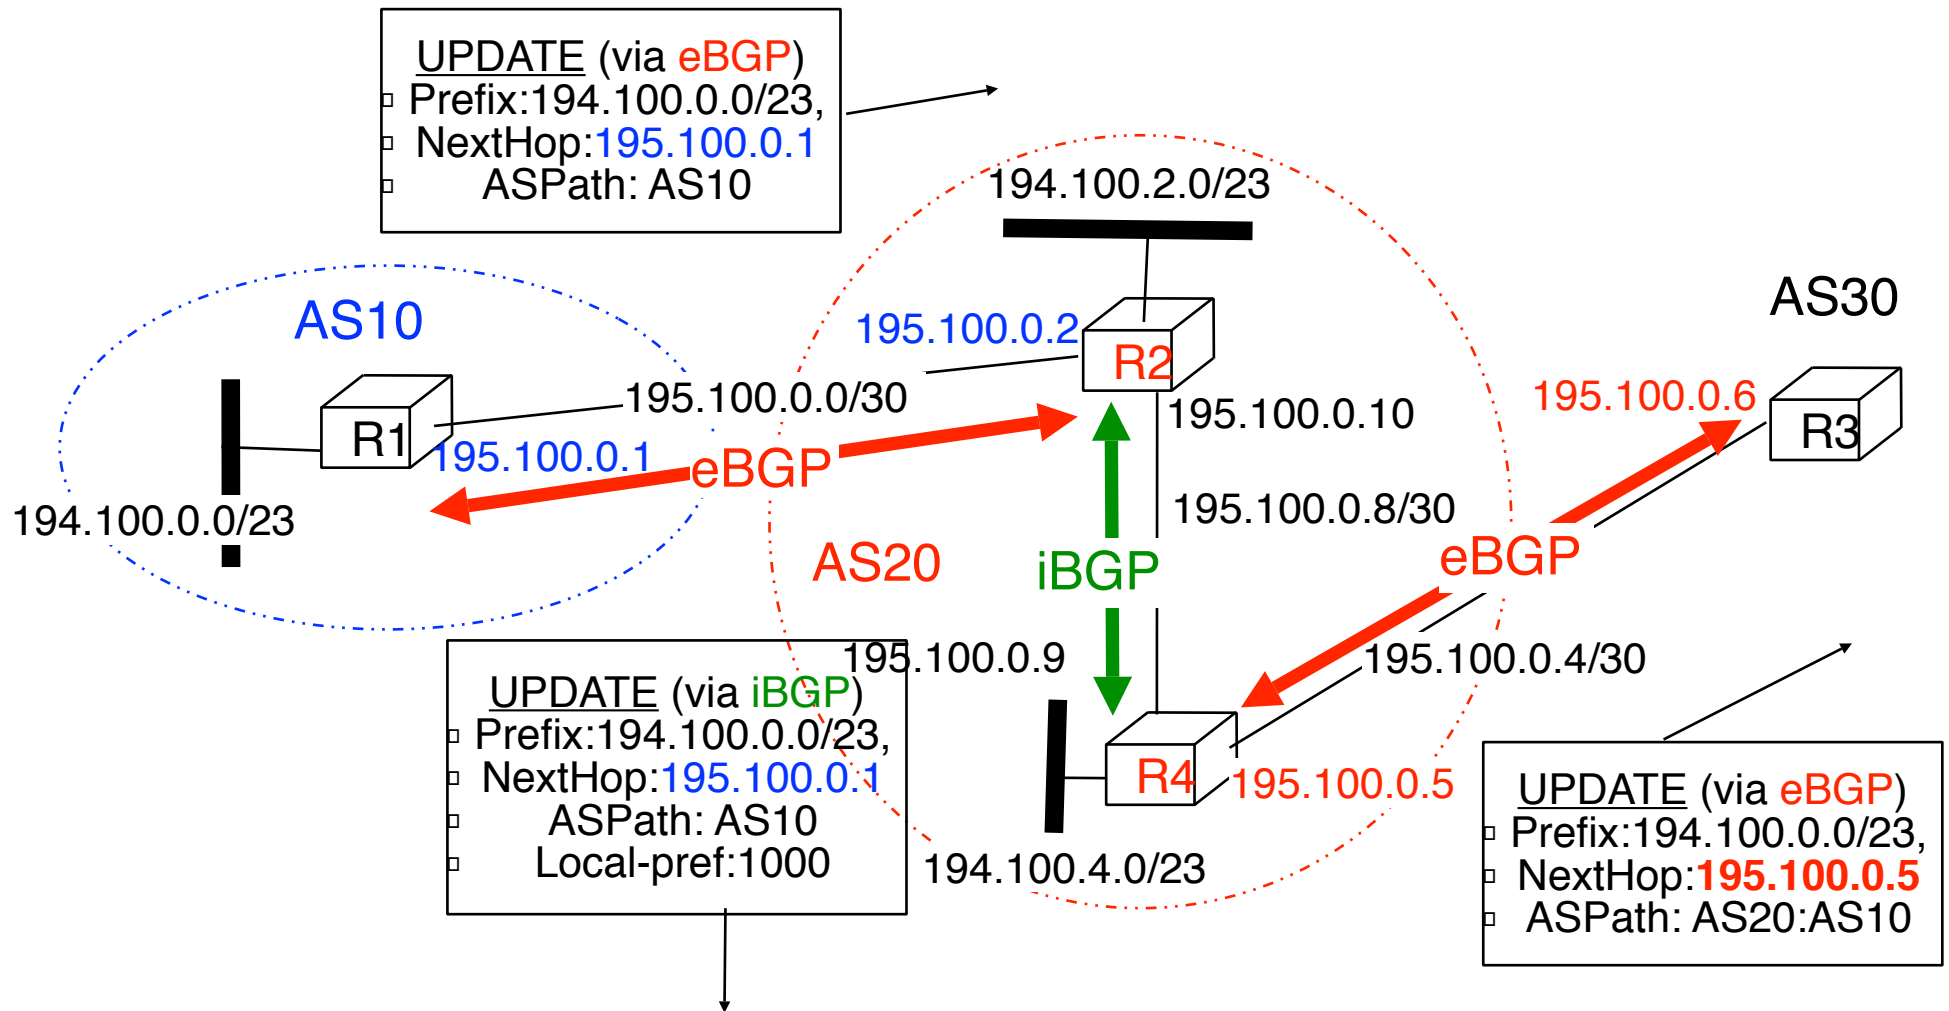 UPDATE (via eBGP)
Prefix:194.100.0.0/23,
NextHop:195.100.0.1
ASPath: AS10
194.100.2.0/23
AS10
AS30
195.100.0.2
R2
195.100.0.0/30
195.100.0.10
195.100.0.6
R1
R3
195.100.0.1
eBGP
194.100.0.0/23
195.100.0.8/30
AS20
iBGP
eBGP
195.100.0.9
195.100.0.4/30
UPDATE (via iBGP)
Prefix:194.100.0.0/23,
NextHop:195.100.0.1
ASPath: AS10
Local-pref:1000
R4
195.100.0.5
194.100.4.0/23
UPDATE (via eBGP)
Prefix:194.100.0.0/23,
NextHop:195.100.0.5
ASPath: AS20:AS10